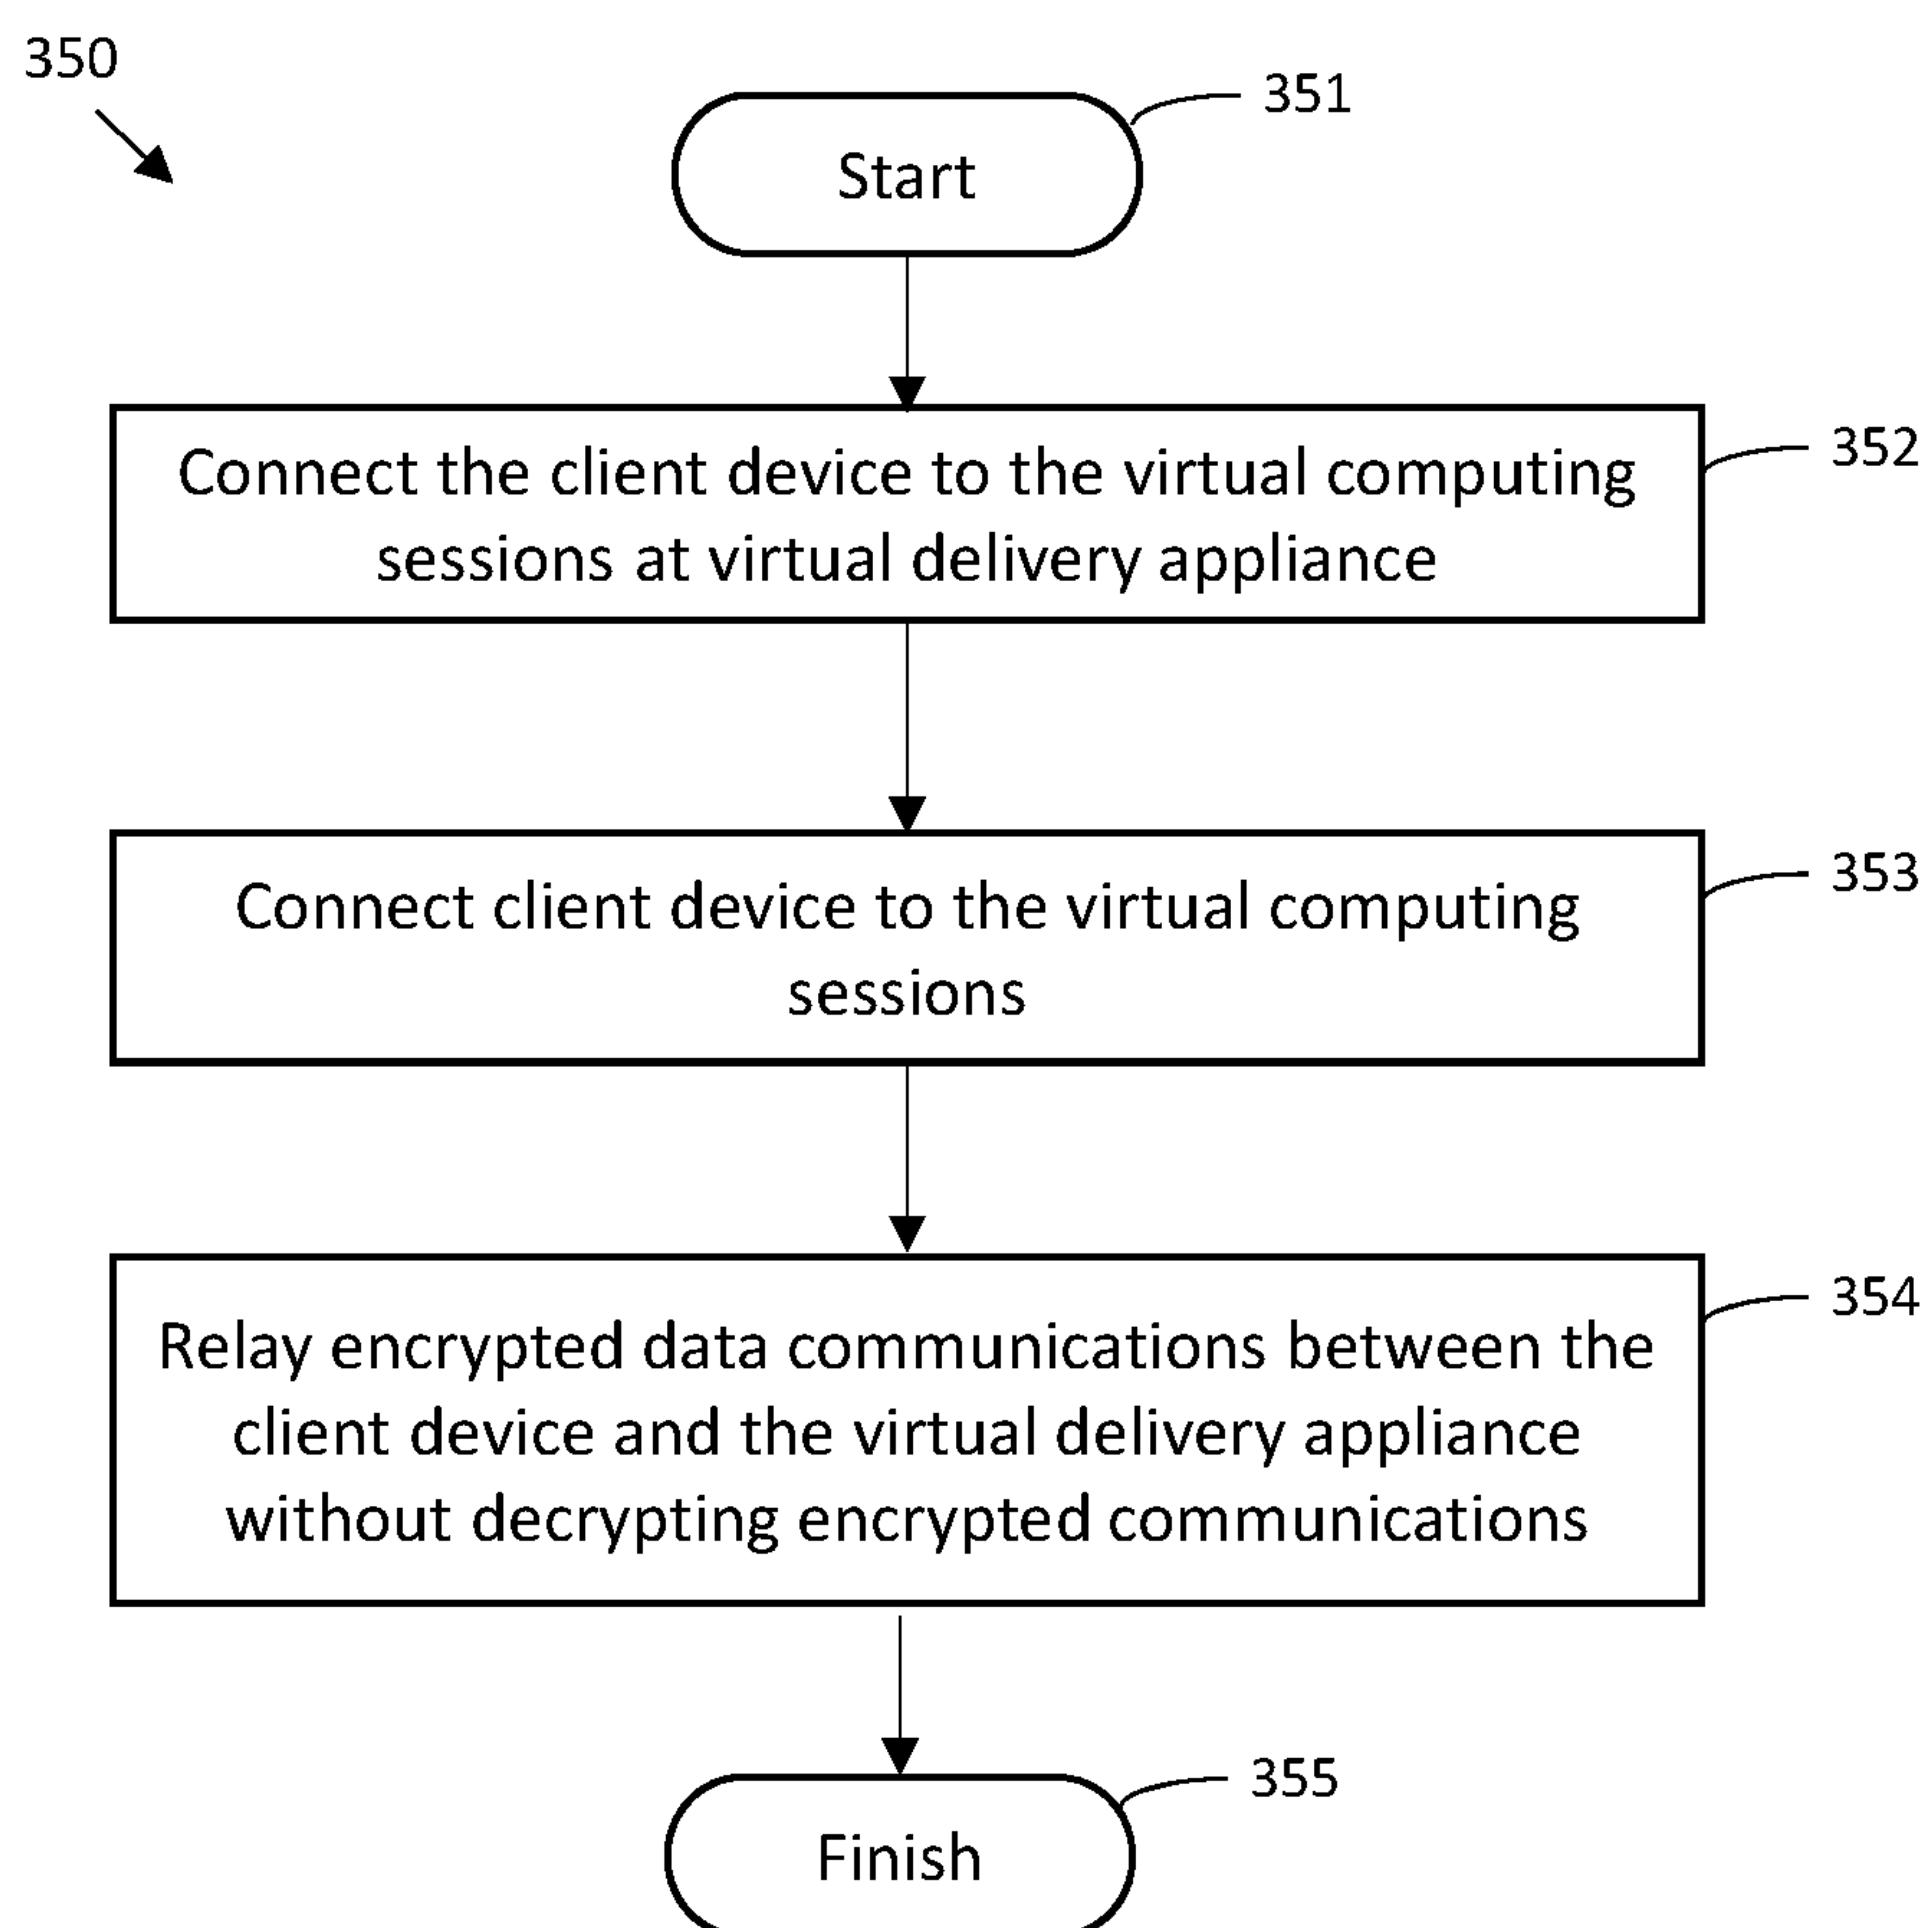 350
351
Start
352
Connect the client device to the virtual computing
sessions at virtual delivery appliance
353
Connect client device to the virtual computing
sessions
354
Relay encrypted data communications between the
client device and the virtual delivery appliance
without decrypting encrypted communications
355
Finish